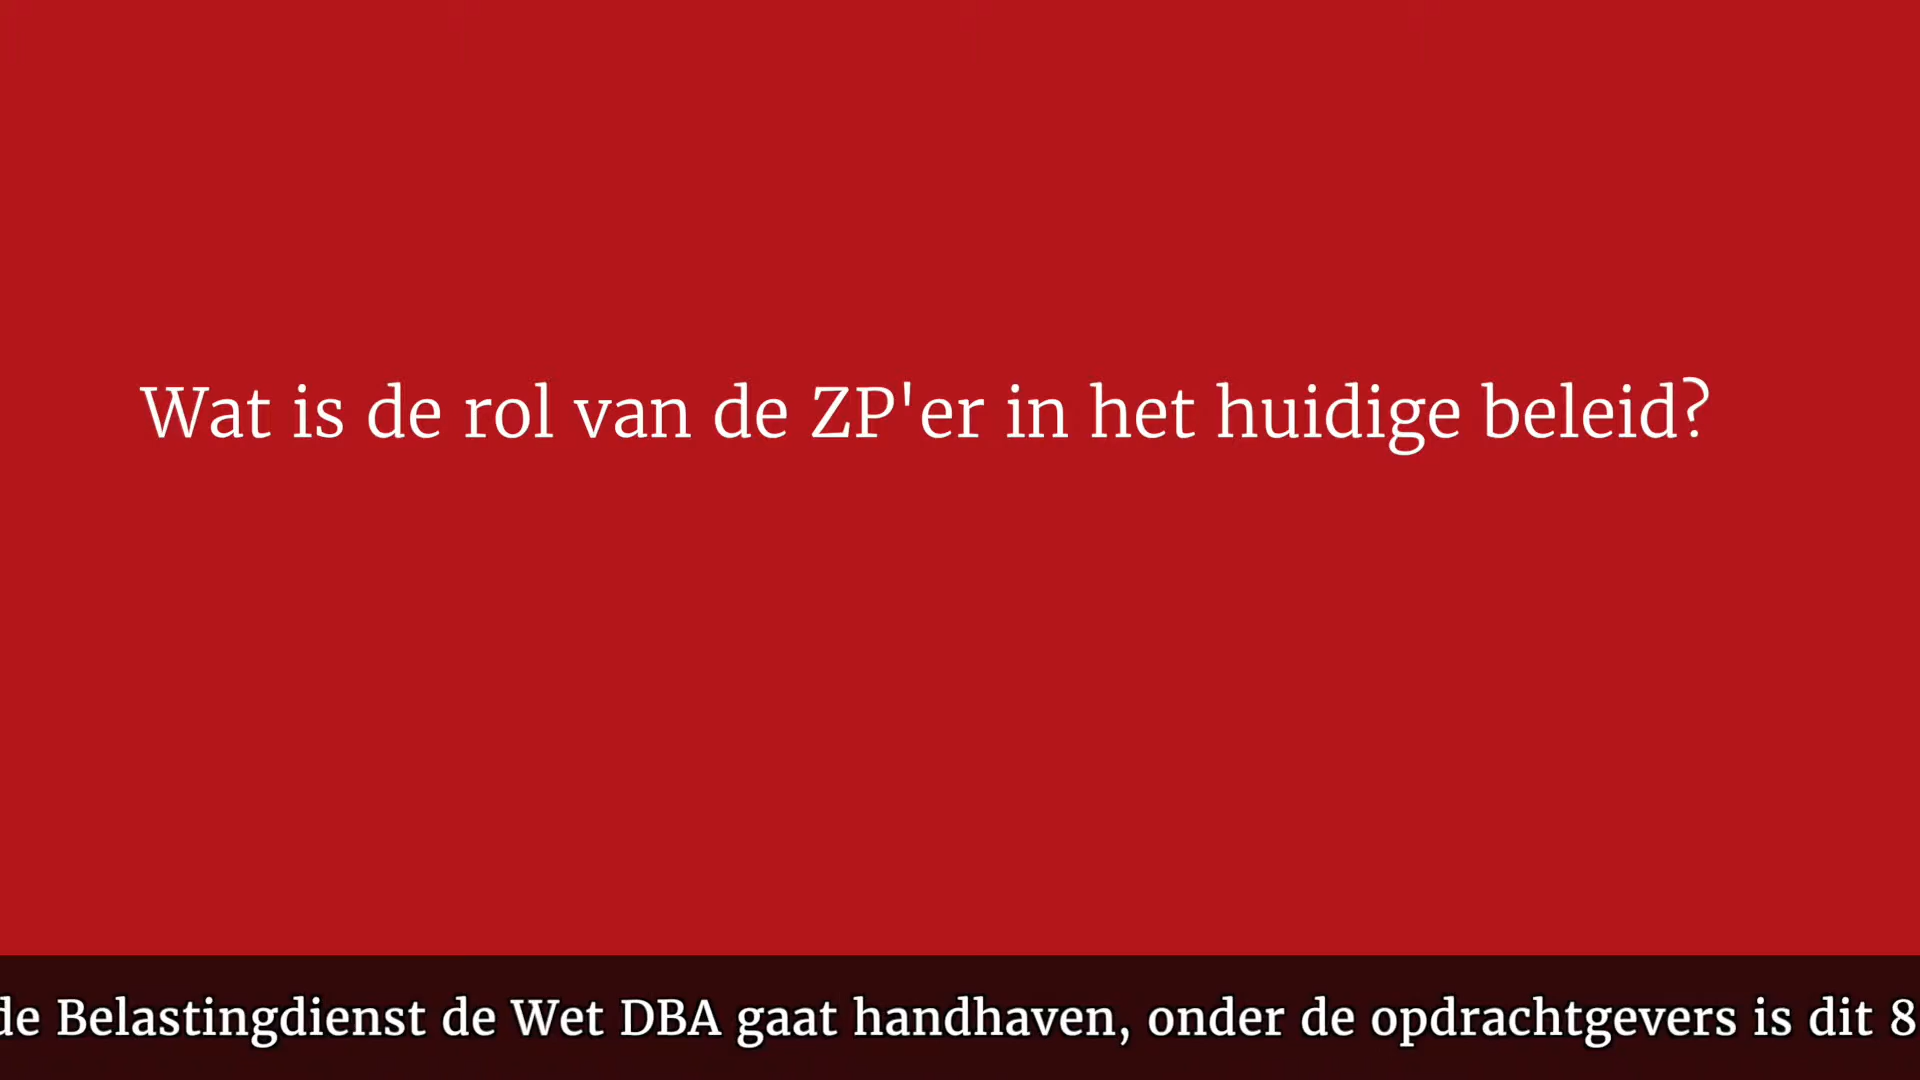 Wat is de rol van de ZP'er in het huidige beleid?
de Belastingdienst de Wet DBA gaat handhaven, onder de opdrachtgevers is dit 8